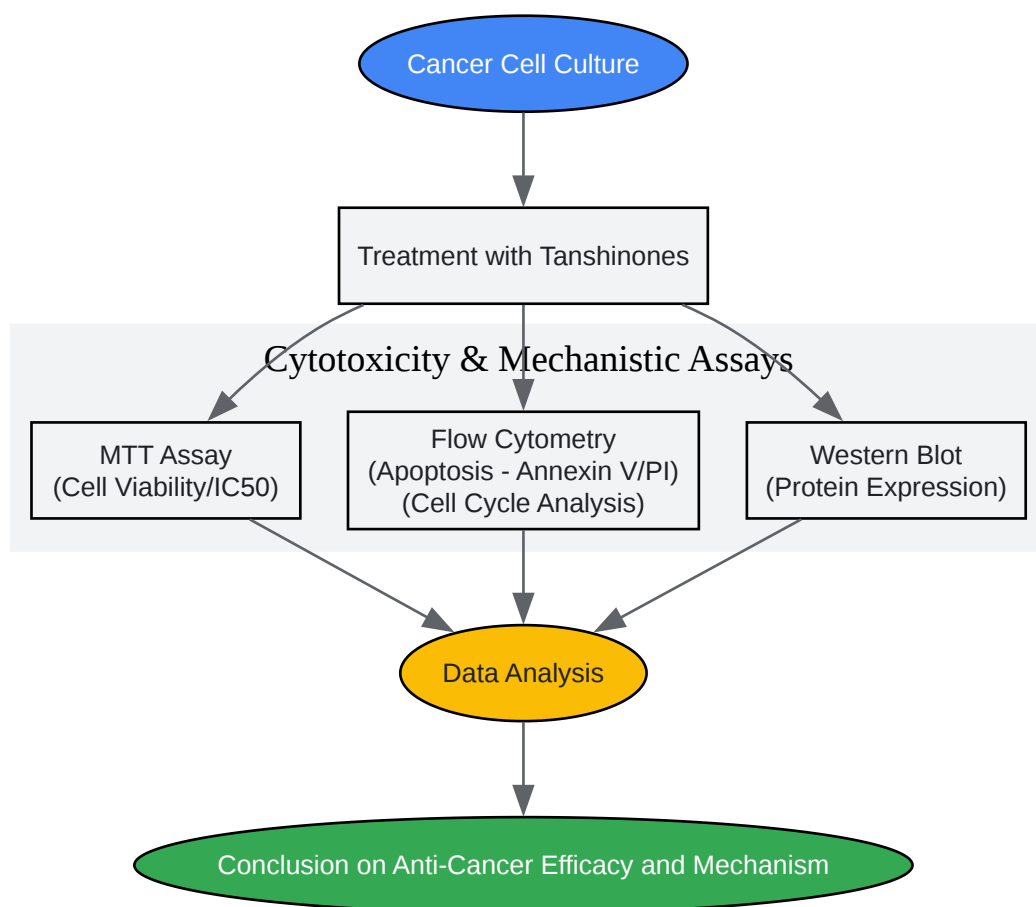 Cancer Cell Culture
Treatment with Tanshinones
Cytotoxicity & Mechanistic Assays
MTT Assay
(Cell Viability/IC50)
Flow Cytometry
(Apoptosis - Annexin V/PI)
(Cell Cycle Analysis)
Western Blot
(Protein Expression)
Data Analysis
Conclusion on Anti-Cancer Efficacy and Mechanism